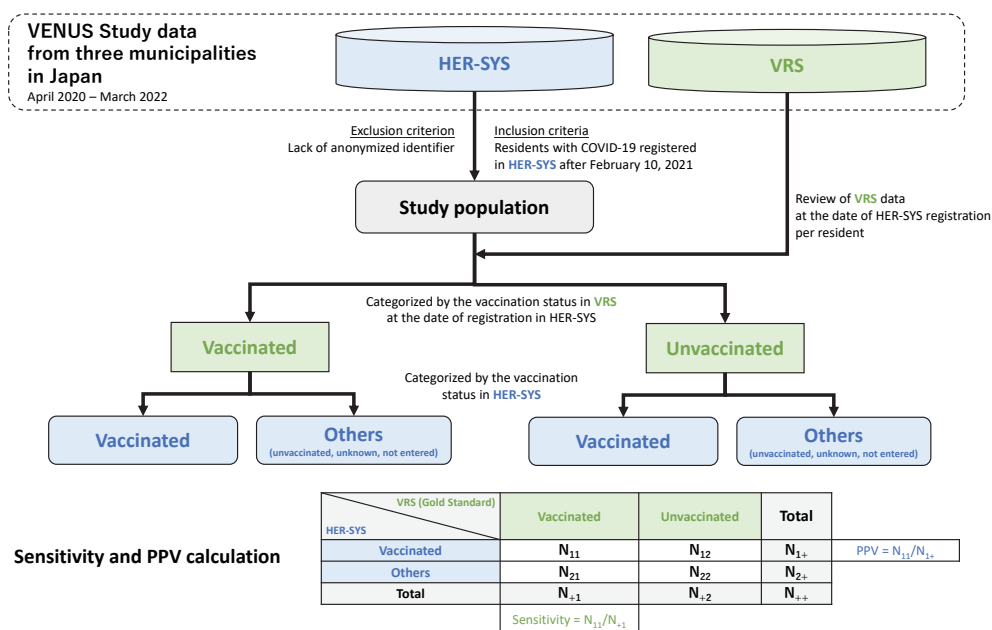 VENUS Study data
from three municipalities
in Japan
April 2020 – March 2022
HER-SYS
VRS
Exclusion criterion
Lack of anonymized identifier
Inclusion criteria
Residents with COVID-19 registered
in HER-SYS after February 10, 2021
Study population
Review of VRS data
at the date of HER-SYS registration
per resident
Categorized by the vaccination status in VRS
at the date of registration in HER-SYS
Vaccinated
Unvaccinated
Categorized by the vaccination
status in HER-SYS
Vaccinated
Others
(unvaccinated, unknown, not entered)
Vaccinated
Others
(unvaccinated, unknown, not entered)
Sensitivity and PPV calculation
VRS (Gold Standard)
HER-SYS
Vaccinated
Unvaccinated
Total
Vaccinated N11 N12 N1+ PPV = N11/N1+
Others N21 N22 N2+
Total N+1 N+2 N++
Sensitivity = N11/N+1